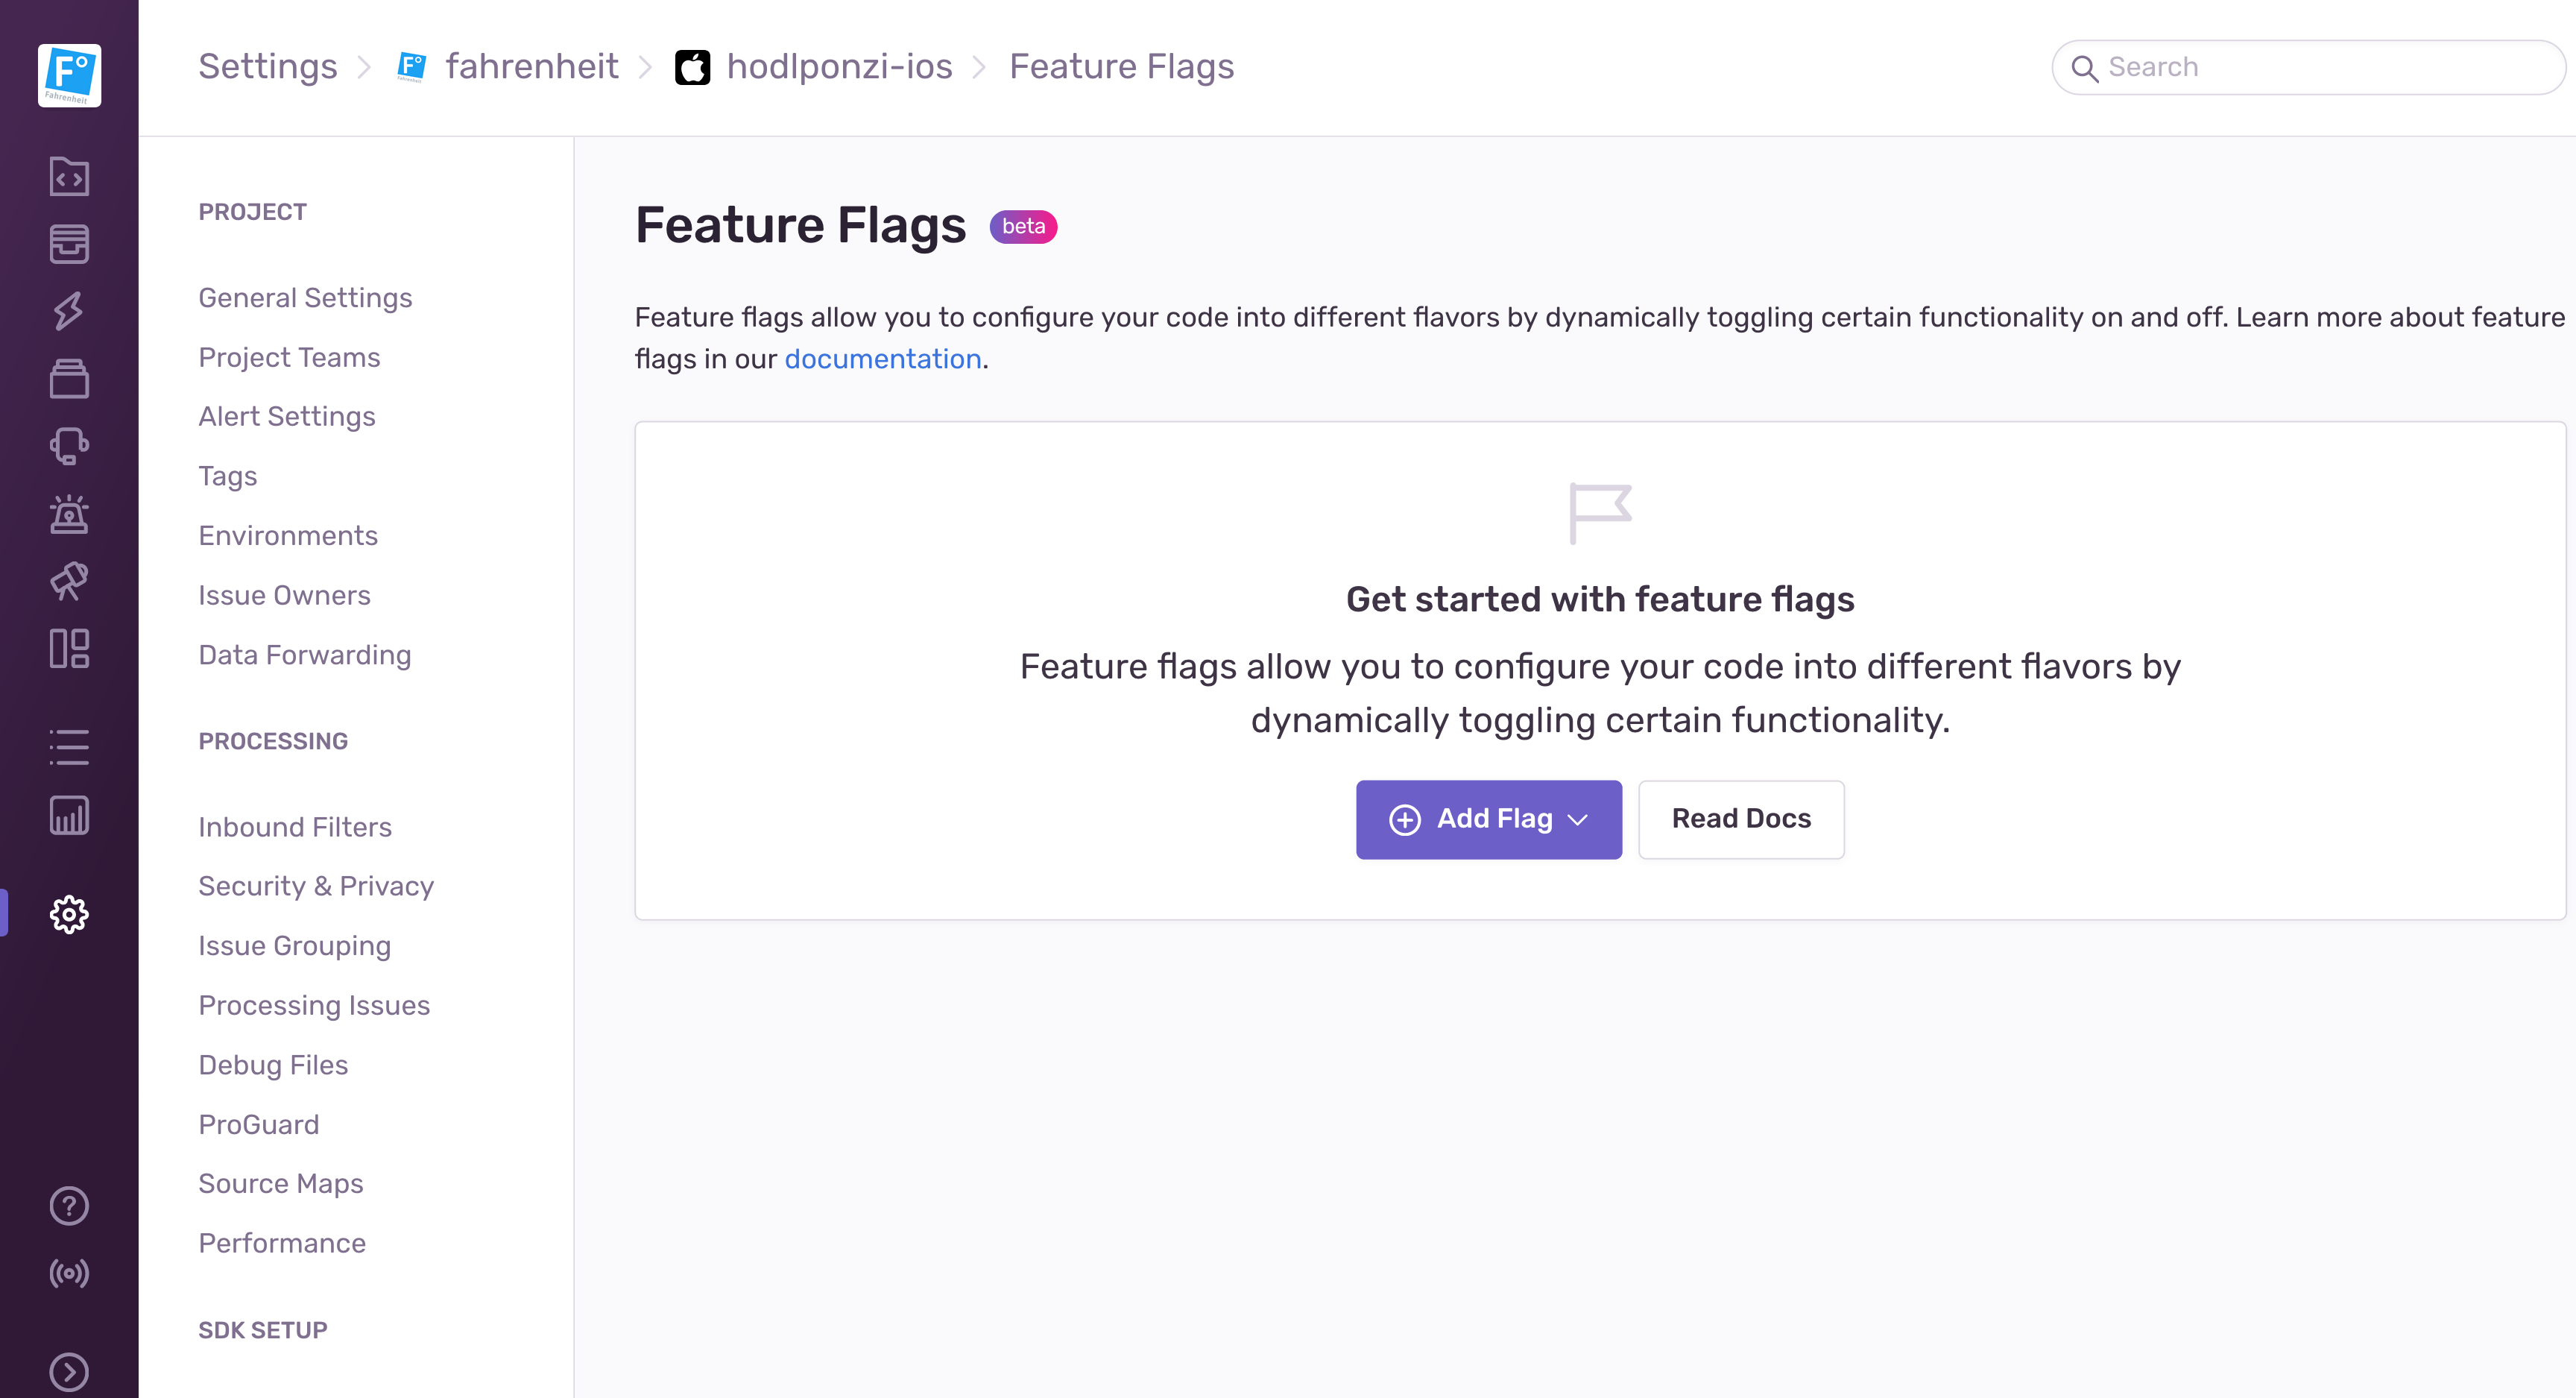 F°
Fahrenheit
Settings
fahrenheit
hodlponzi-ios
Feature Flags
Search
PROJECT
General Settings
Project Teams
Alert Settings
Tags
Environments
Issue Owners
Data Forwarding
PROCESSING
Inbound Filters
Security & Privacy
Issue Grouping
Processing Issues
Debug Files
ProGuard
Source Maps
Performance
SDK SETUP
Feature Flags beta
Feature flags allow you to configure your code into different flavors by dynamically toggling certain functionality on and off. Learn more about feature
flags in our documentation.
Get started with feature flags
Feature flags allow you to configure your code into different flavors by
dynamically toggling certain functionality.
Add Flag
Read Docs